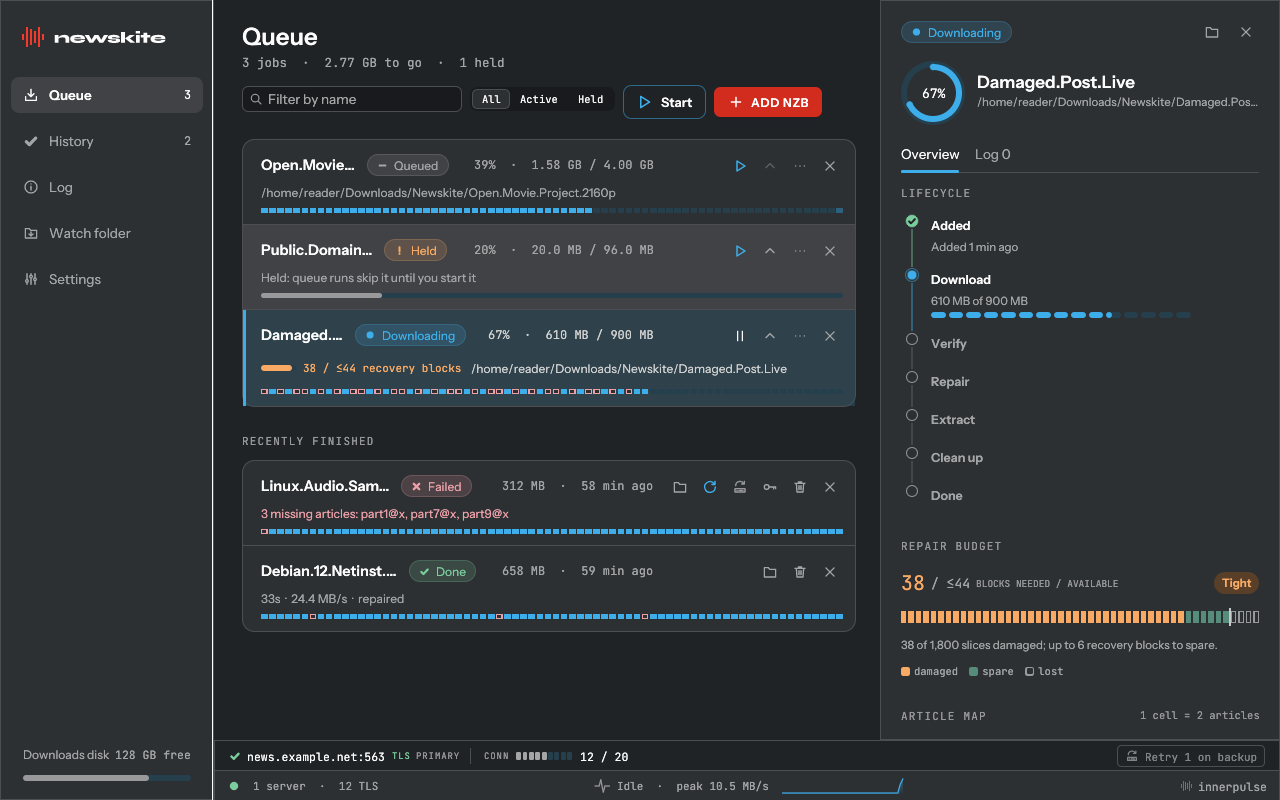 newskite
Queue 3
History 2
Log
Watch folder
Settings
Downloads disk 128 GB free
Queue
3 jobs · 2.77 GB to go · 1 held
Filter by name
All Active Held
Start
ADD NZB
Open.Movie... Queued 39% · 1.58 GB / 4.00 GB
/home/reader/Downloads/Newskite/Open.Movie.Project.2160p
Public.Domain... Held 20% · 20.0 MB / 96.0 MB
Held: queue runs skip it until you start it
Damaged.... Downloading 67% · 610 MB / 900 MB
38 / ≤44 recovery blocks /home/reader/Downloads/Newskite/Damaged.Post.Live
RECENTLY FINISHED
Linux.Audio.Sam... Failed 312 MB · 58 min ago
3 missing articles: part1@x, part7@x, part9@x
Debian.12.Netinst.... Done 658 MB · 59 min ago
33s · 24.4 MB/s · repaired
Downloading
67%
Damaged.Post.Live
/home/reader/Downloads/Newskite/Damaged.Pos...
Overview Log 0
LIFECYCLE
Added
Added 1 min ago
Download
610 MB of 900 MB
Verify
Repair
Extract
Clean up
Done
REPAIR BUDGET
38 / ≤44 BLOCKS NEEDED / AVAILABLE Tight
38 of 1,800 slices damaged; up to 6 recovery blocks to spare.
damaged spare lost
ARTICLE MAP 1 cell = 2 articles
news.example.net:563 TLS PRIMARY CONN 12 / 20 Retry 1 on backup
1 server · 12 TLS Idle · peak 10.5 MB/s innerpulse